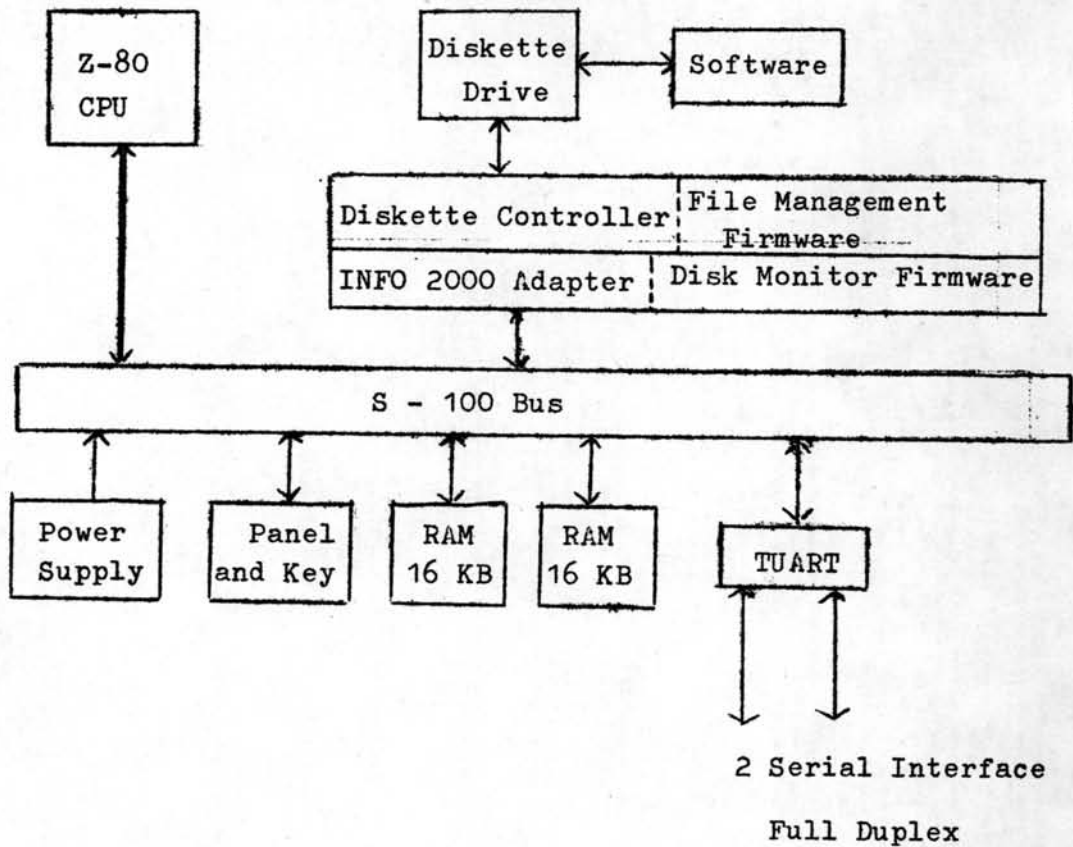 Z-80
CPU
Diskette
Drive
Software
Diskette Controller
File Management
Firmware
INFO 2000 Adapter
Disk Monitor Firmware
S - 100 Bus
Power
Supply
Panel
and Key
RAM
16 KB
RAM
16 KB
TUART
2 Serial Interface
Full Duplex